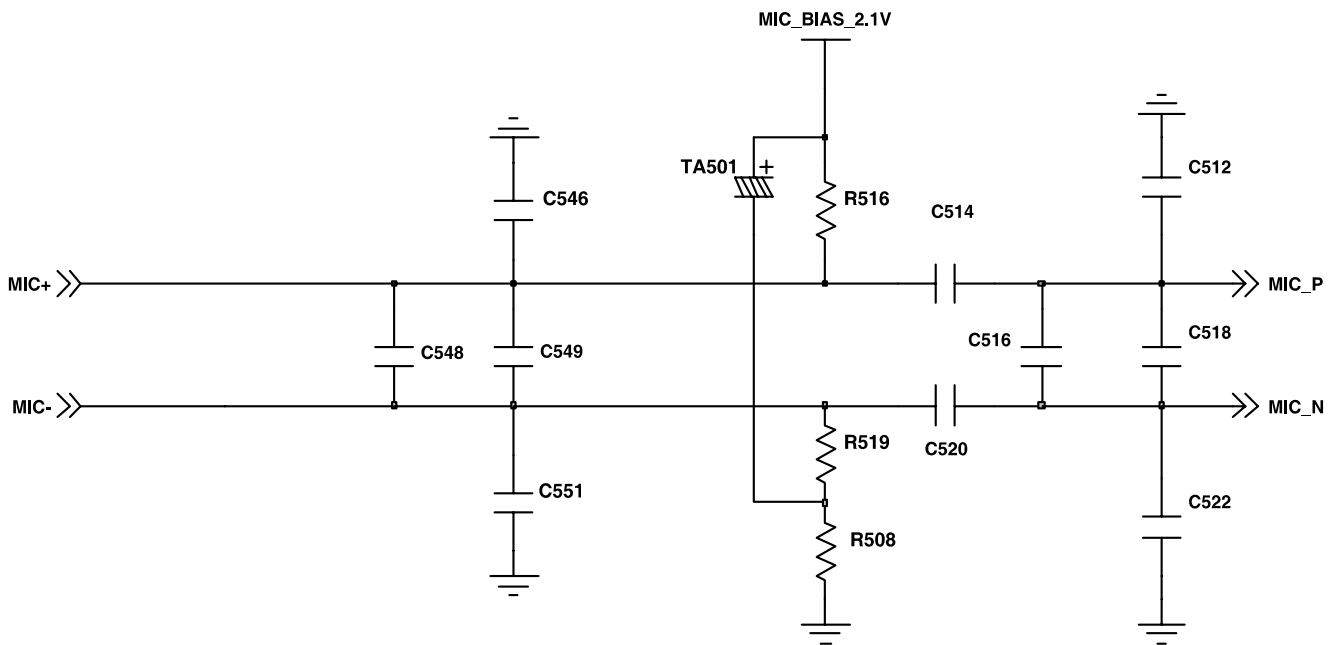 MIC_BIAS_2.1V
TA501
+
C546
R516
C514
C512
MIC+
MIC_P
C548
C549
C516
C518
MIC-
MIC_N
R519
C520
C551
C522
R508